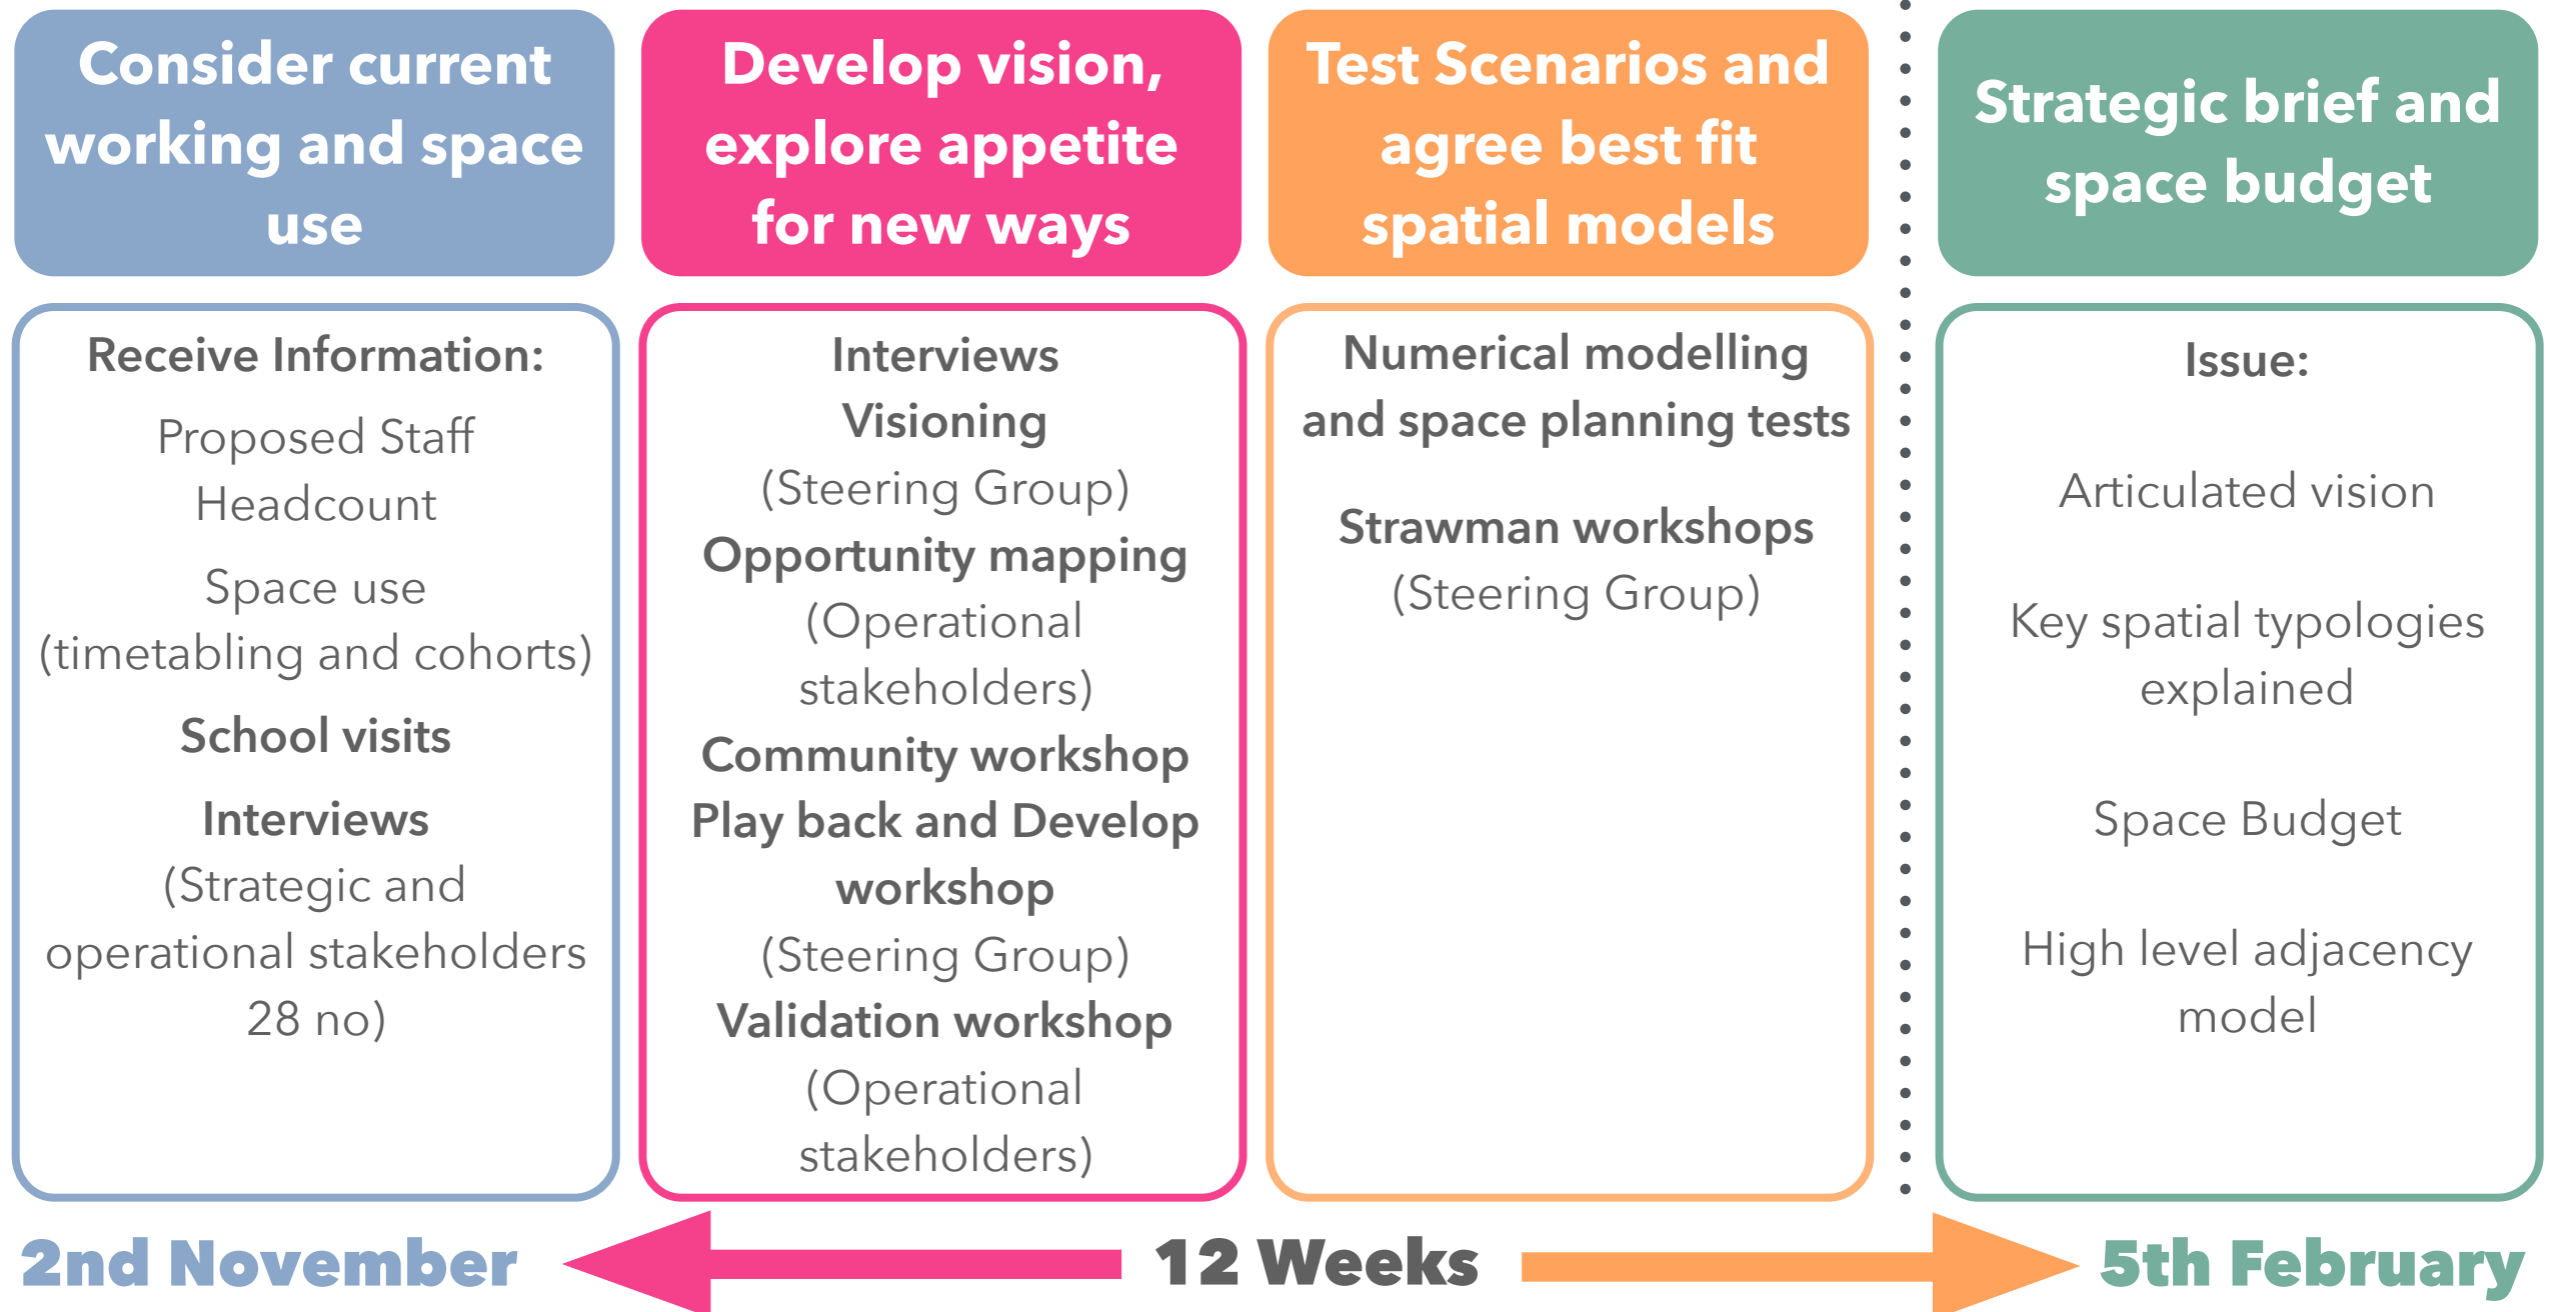 Consider current
working and space
use
Receive Information:
Proposed Staff
Headcount
Space use
(timetabling and cohorts)
School visits
Interviews
(Strategic and
operational stakeholders
28 no)
Develop vision,
explore appetite
for new ways
Interviews
Visioning
(Steering Group)
Opportunity mapping
(Operational
stakeholders)
Community workshop
Play back and Develop
workshop
(Steering Group)
Validation workshop
(Operational
stakeholders)
Test Scenarios and
agree best fit
spatial models
Numerical modelling
and space planning tests
Strawman workshops
(Steering Group)
Strategic brief and
space budget
Issue:
Articulated vision
Key spatial typologies
explained
Space Budget
High level adjacency
model
2nd November
12 Weeks
5th February